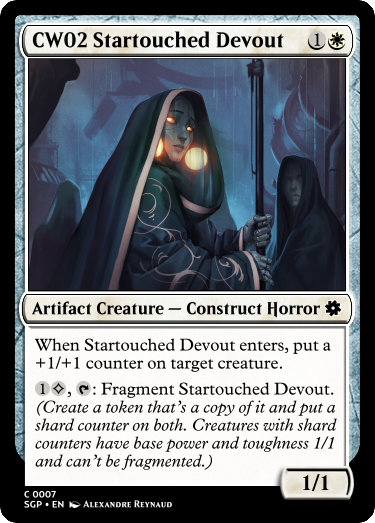 CW02 Startouched Devout 1
Artifact Creature — Construct Horror
When Startouched Devout enters, put a
+1/+1 counter on target creature.
1, : Fragment Startouched Devout.
(Create a token that's a copy of it and put a
shard counter on both. Creatures with shard
counters have base power and toughness 1/1
and can't be fragmented.)
1/1
C 0007
SGP • EN Alexandre Reynaud